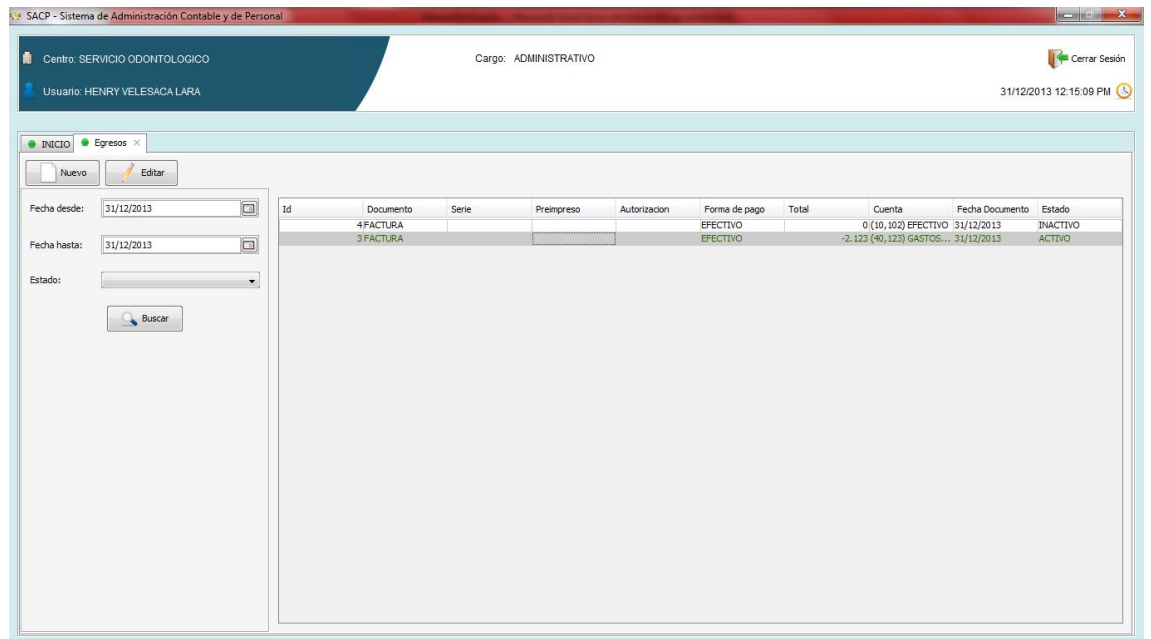 SACP - Sistema de Administración Contable y de Personal
Centro: SERVICIO ODONTOLOGICO
Cargo: ADMINISTRATIVO
Cerrar Sesión
Usuario: HENRY VELESACA LARA
31/12/2013 12:15:09 PM
INICIO Egresos
Nuevo Editar
Fecha desde: 31/12/2013
Fecha hasta: 31/12/2013
Estado:
Buscar
Id Documento Serie Preimpreso Autorizacion Forma de pago Total Cuenta Fecha Documento Estado
4 FACTURA EFECTIVO 0 (10,102) EFECTIVO 31/12/2013 INACTIVO
3 FACTURA EFECTIVO -2.123 (40,123) GASTOS... 31/12/2013 ACTIVO